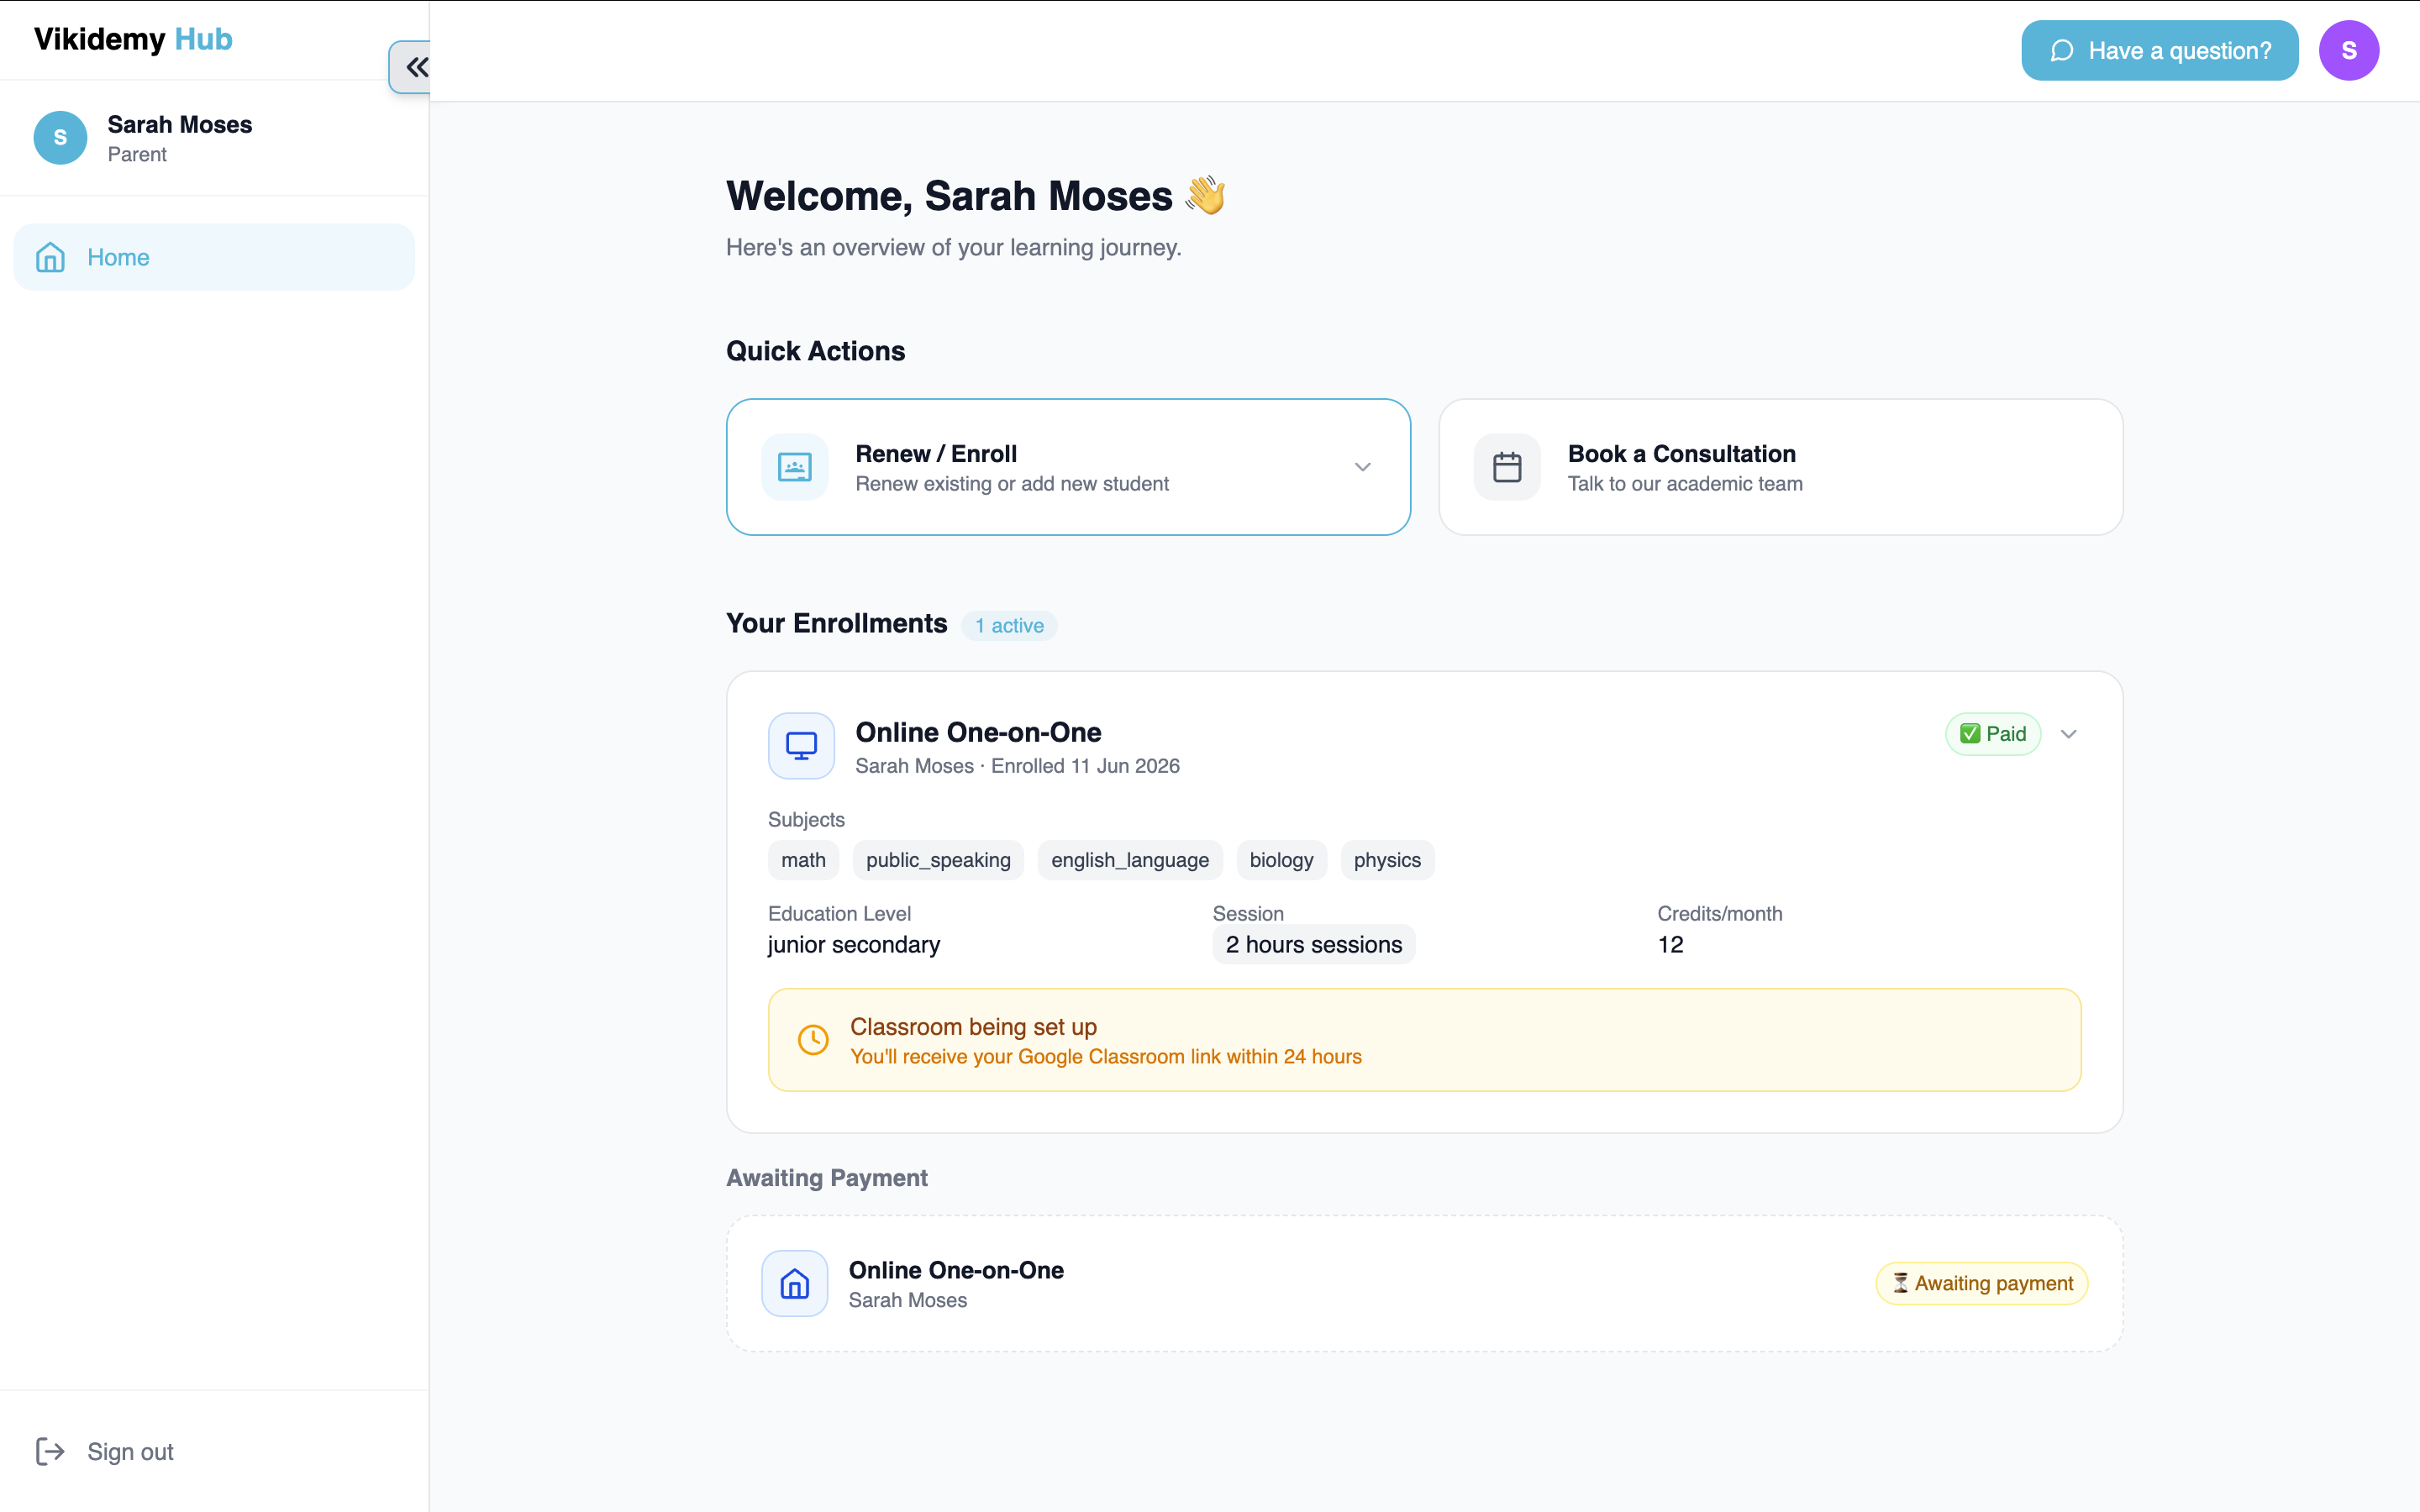 Vikidemy Hub
Have a question?
S
S
Sarah Moses
Parent
Home
Welcome, Sarah Moses 👋
Here's an overview of your learning journey.
Quick Actions
Renew / Enroll
Renew existing or add new student
Book a Consultation
Talk to our academic team
Your Enrollments 1 active
Online One-on-One
Sarah Moses · Enrolled 11 Jun 2026
✅ Paid
Subjects
math public_speaking english_language biology physics
Education Level Session Credits/month
junior secondary 2 hours sessions 12
Classroom being set up
You'll receive your Google Classroom link within 24 hours
Awaiting Payment
Online One-on-One
Sarah Moses
⏳ Awaiting payment
Sign out